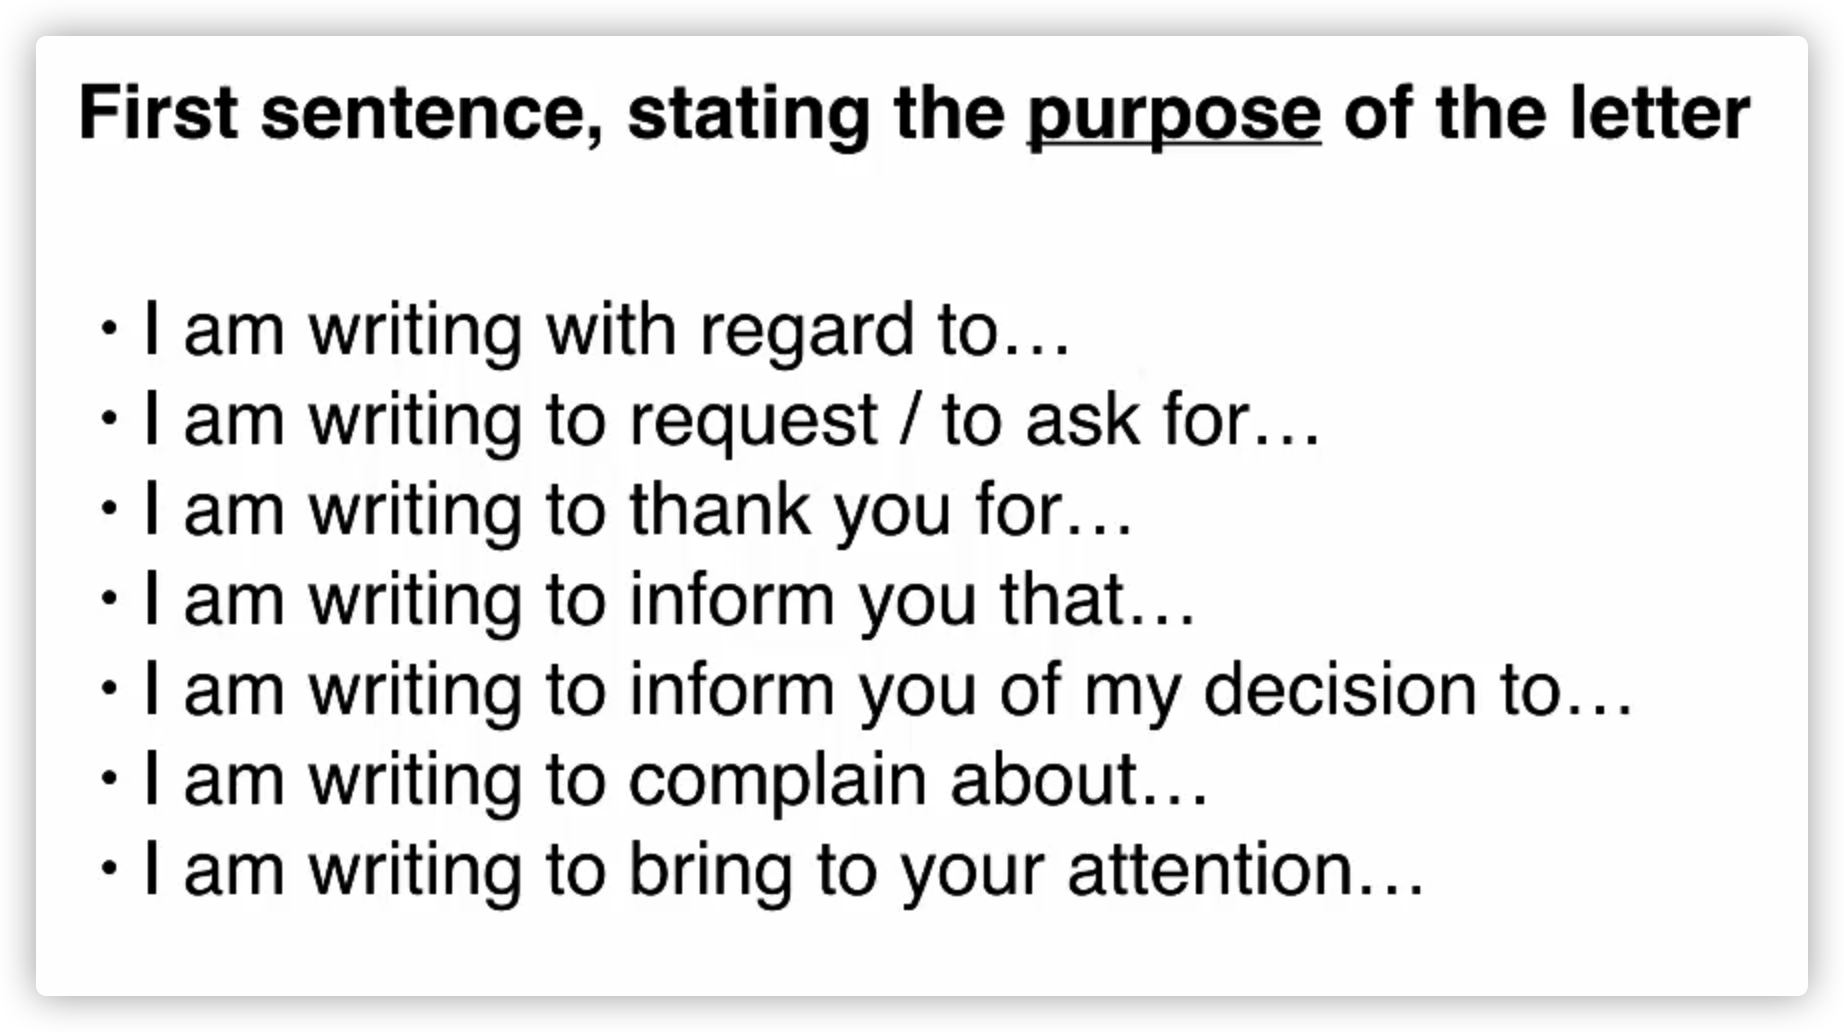 First sentence, stating the purpose of the letter
• I am writing with regard to…
• I am writing to request / to ask for…
• I am writing to thank you for…
• I am writing to inform you that…
• I am writing to inform you of my decision to…
• I am writing to complain about…
• I am writing to bring to your attention…